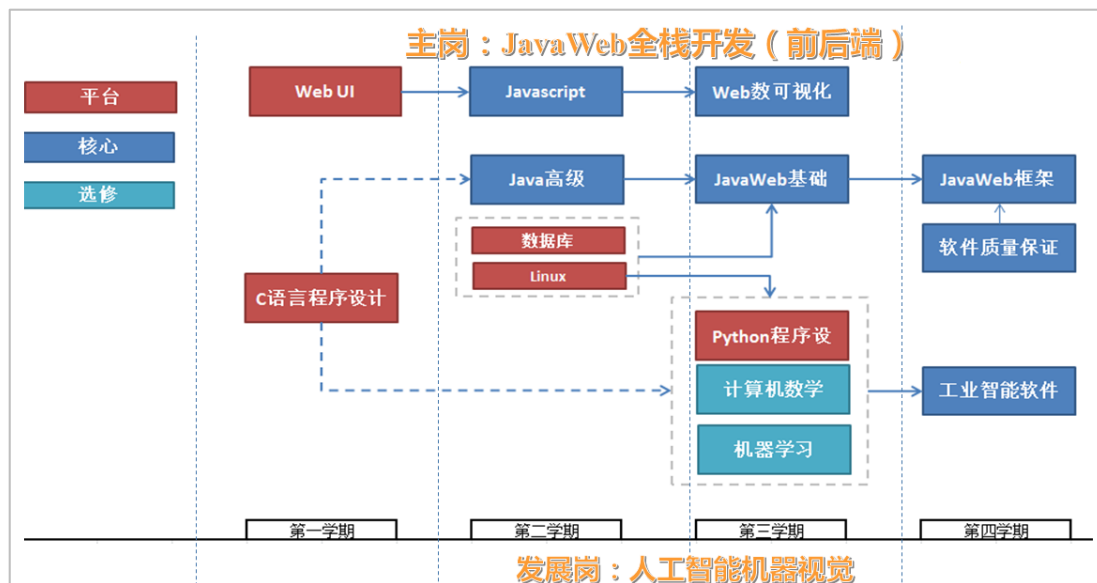 主岗：JavaWeb全栈开发（前后端）
平台
核心
选修
Web UI
Javascript
Web数可视化
Java高级
JavaWeb基础
JavaWeb框架
数据库
Linux
软件质量保证
C语言程序设计
Python程序设
计算机数学
机器学习
工业智能软件
第一学期
第二学期
第三学期
第四学期
发展岗：人工智能机器视觉